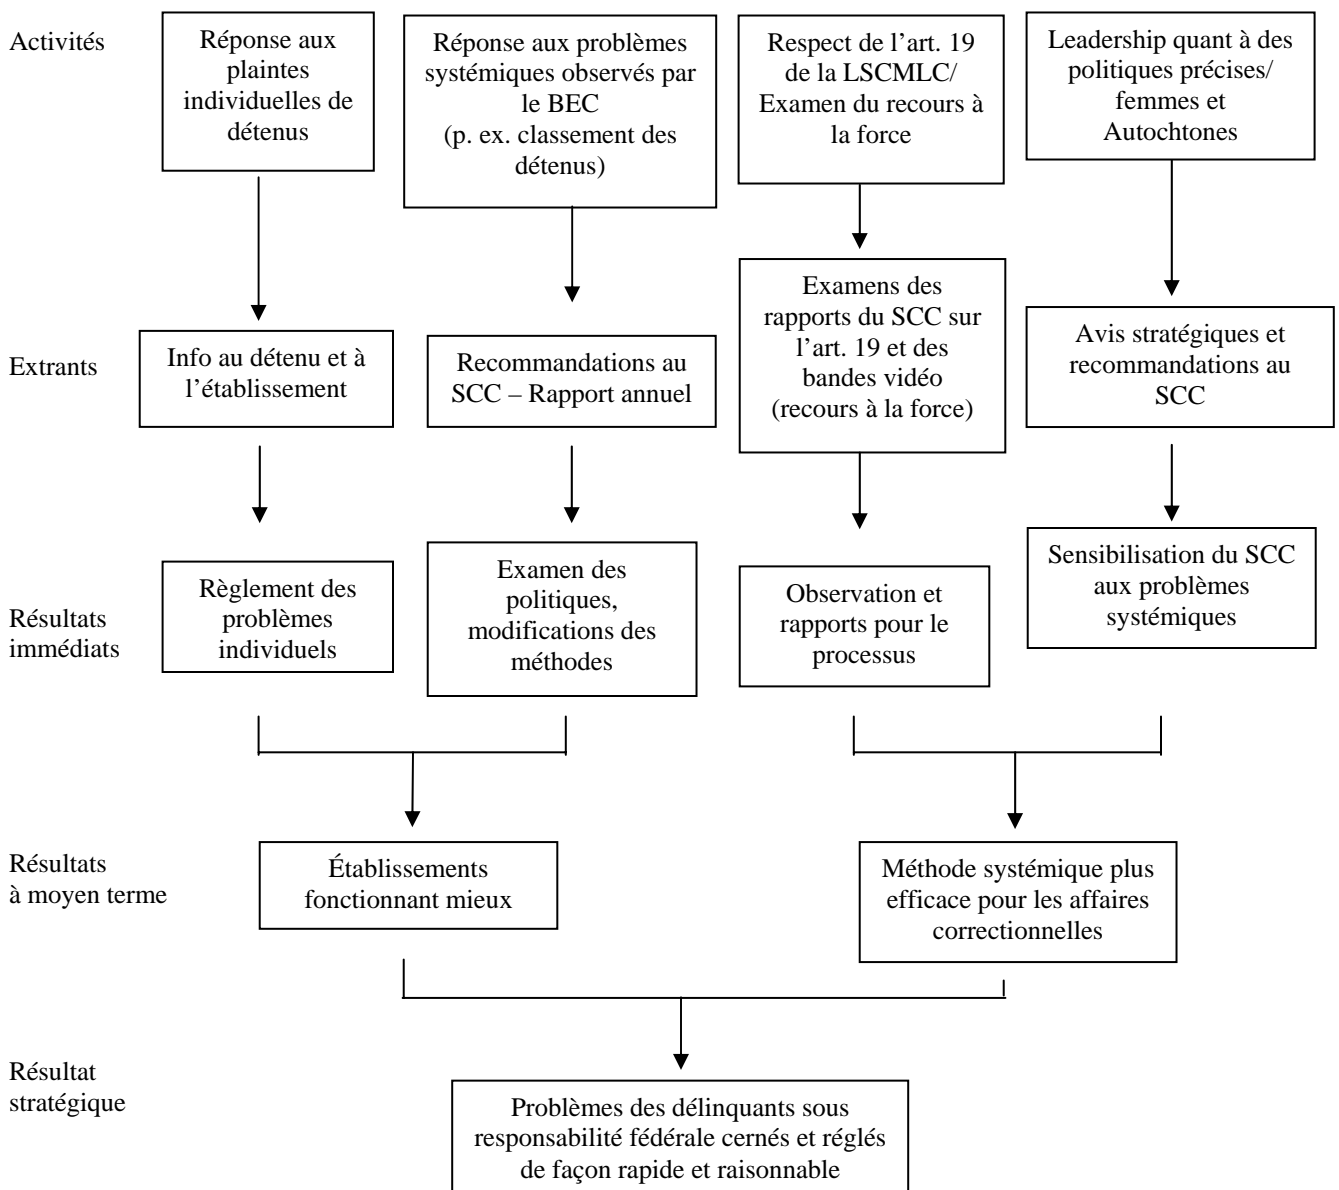 Activités
Réponse aux
plaintes
individuelles de
détenus
Réponse aux problèmes
systémiques observés par
le BEC
(p. ex. classement des
détenus)
Respect de l’art. 19
de la LSCMLC/
Examen du recours à
la force
Leadership quant à des
politiques précises/
femmes et
Autochtones
Extrants
Info au détenu et à
l’établissement
Recommandations au
SCC – Rapport annuel
Examens des
rapports du SCC sur
l’art. 19 et des
bandes vidéo
(recours à la force)
Avis stratégiques et
recommandations au
SCC
Résultats
immédiats
Règlement des
problèmes
individuels
Examen des
politiques,
modifications des
méthodes
Observation et
rapports pour le
processus
Sensibilisation du SCC
aux problèmes
systémiques
Résultats
à moyen terme
Établissements
fonctionnant mieux
Méthode systémique plus
efficace pour les affaires
correctionnelles
Résultat
stratégique
Problèmes des délinquants sous
responsabilité fédérale cernés et réglés
de façon rapide et raisonnable